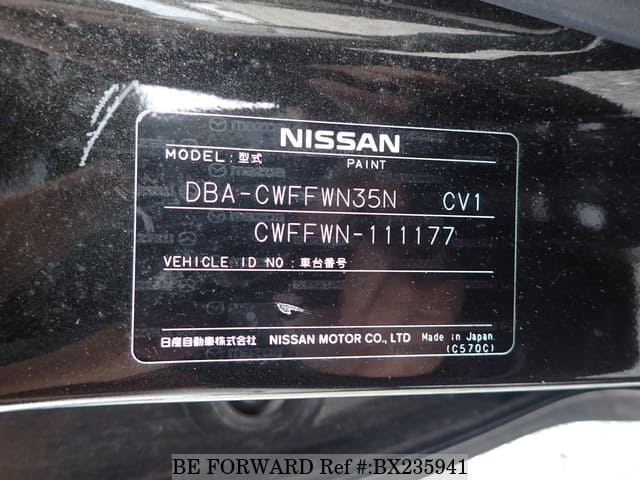 NISSAN
MODEL: 型式 PAINT
DBA-CWFFWN35N CV1
CWFFWN-111177
VEHICLE ID NO: 車台番号
日産自動車株式会社 NISSAN MOTOR CO., LTD Made in Japan.
(C570C)
BE FORWARD Ref #:BX235941